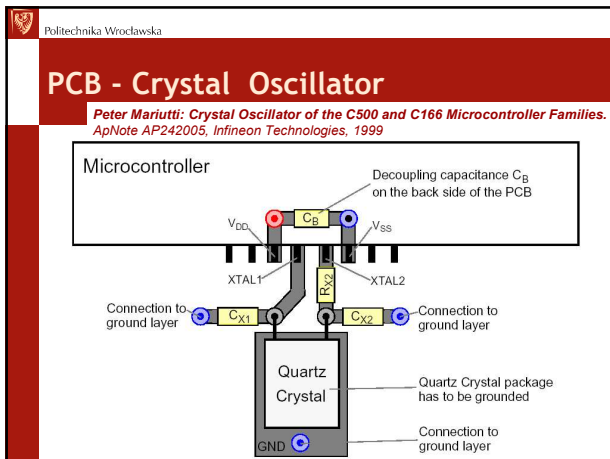 Politechnika Wrocławska
PCB - Crystal Oscillator
Peter Mariutti: Crystal Oscillator of the C500 and C166 Microcontroller Families.
ApNote AP242005, Infineon Technologies, 1999
Microcontroller
Decoupling capacitance CB
on the back side of the PCB
CB
VDD
VSS
XTAL1
XTAL2
RX2
Connection to
ground layer
CX1
CX2
Connection to
ground layer
Quartz
Crystal
Quartz Crystal package
has to be grounded
GND
Connection to
ground layer